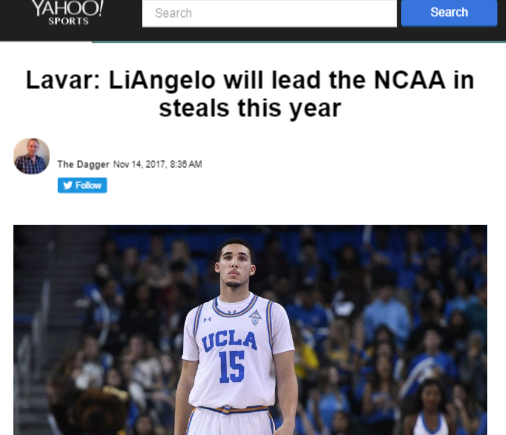 YAHOO!
SPORTS
Search
Search
Lavar: LiAngelo will lead the NCAA in
steals this year
The Dagger Nov 14, 2017, 8:36 AM
Follow
UCLA
15